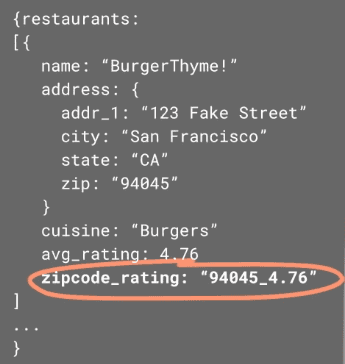 {restaurants:
[{
name: “BurgerThyme!”
address: {
addr_1: “123 Fake Street”
city: “San Francisco”
state: “CA”
zip: “94045”
}
cuisine: “Burgers”
avg_rating: 4.76
zipcode_rating: “94045_4.76”
]
...
}